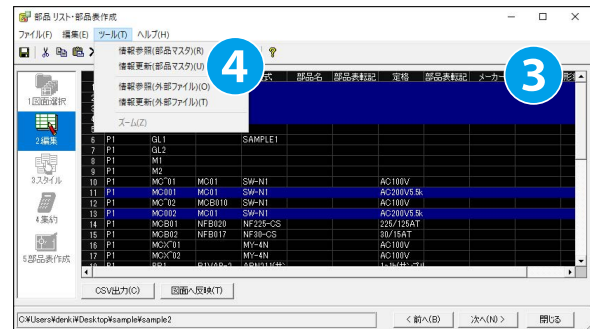 部品 リスト・部品表作成
ファイル(F) 編集(E) ツール(T) ヘルプ(H)
情報参照(部品マスタ)(R)
情報更新(部品マスタ)(U)
情報参照(外部ファイル)(O)
情報更新(外部ファイル)(T)
ズーム(Z)
4
3
式 部品名 部品表転記 定格 部品表転記 メーカー 形
1図面選択
2編集
3スタイル
4集約
5部品表作成
6 P1 GL1 SAMPLE1
7 P1 GL2
8 P1 M1
9 P1 M2
10 P1 MC^01 MC01 SW-N1 AC100V
11 P1 MC001 MC01 SW-N1 AC200V5.5k
12 P1 MC^02 MCB010 SW-N1 AC100V
13 P1 MC002 MC01 SW-N1 AC200V5.5k
14 P1 MCB01 NFB020 NF225-CS 225/125AT
15 P1 MCB02 NFB017 NF30-CS 30/15AT
16 P1 MCX^01 MY-4N AC100V
17 P1 MCX^02 MY-4N AC100V
CSV出力(C) 図面へ反映(T)
C:¥Users¥denki¥Desktop¥sample¥sample2
< 前へ(B) 次へ(N) > 閉じる